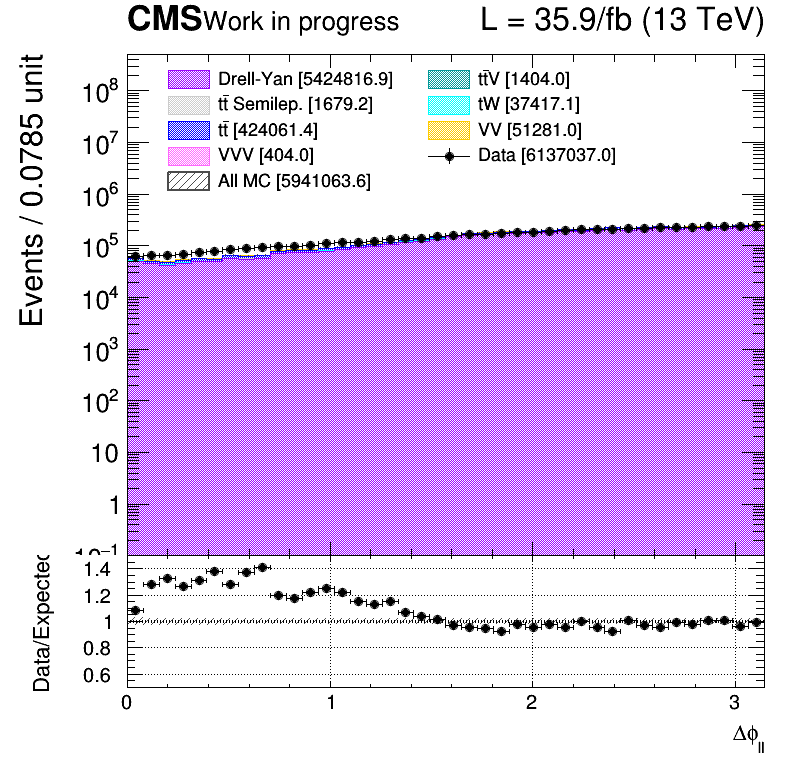 CMS Work in progress L = 35.9/fb (13 TeV)
Events / 0.0785 unit
Drell-Yan [5424816.9]
tt̄ Semilep. [1679.2]
tt̄ [424061.4]
VVV [404.0]
All MC [5941063.6]
tt̄V [1404.0]
tW [37417.1]
VV [51281.0]
Data [6137037.0]
10⁸
10⁷
10⁶
10⁵
10⁴
10³
10²
10
1
10⁻¹
Data/Expected
1.4
1.2
1
0.8
0.6
0 1 2 3
Δϕ_ll